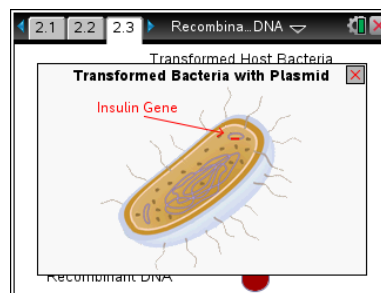 2.1 2.2 2.3 Recombina...DNA
Transformed Host Bacteria
Transformed Bacteria with Plasmid
Insulin Gene
Recombinant DNA